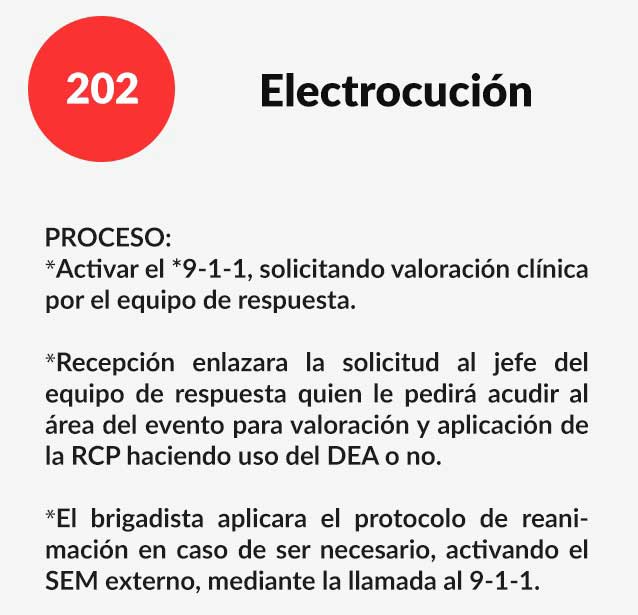 202
Electrocución
PROCESO:
*Activar el *9-1-1, solicitando valoración clínica
por el equipo de respuesta.
*Recepción enlazara la solicitud al jefe del
equipo de respuesta quien le pedirá acudir al
área del evento para valoración y aplicación de
la RCP haciendo uso del DEA o no.
*El brigadista aplicara el protocolo de reani-
mación en caso de ser necesario, activando el
SEM externo, mediante la llamada al 9-1-1.